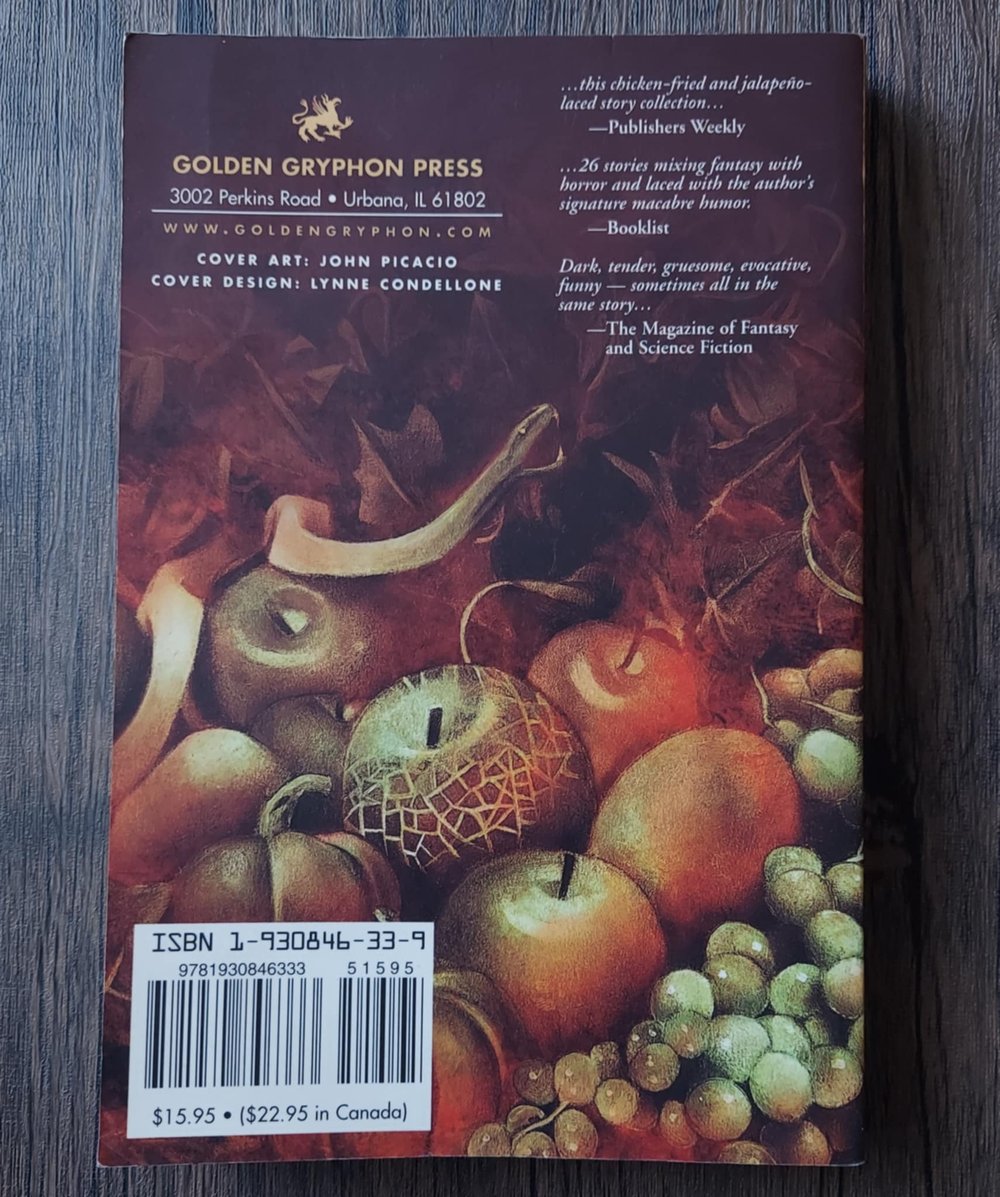 GOLDEN GRYPHON PRESS
3002 Perkins Road • Urbana, IL 61802
WWW.GOLDENGRYPHON.COM
COVER ART: JOHN PICACIO
COVER DESIGN: LYNNE CONDELLONE
…this chicken-fried and jalapeño-
laced story collection…
—Publishers Weekly
…26 stories mixing fantasy with
horror and laced with the author's
signature macabre humor.
—Booklist
Dark, tender, gruesome, evocative,
funny — sometimes all in the
same story…
—The Magazine of Fantasy
and Science Fiction
ISBN 1-930846-33-9
9781930846333
51595
$15.95 • ($22.95 in Canada)